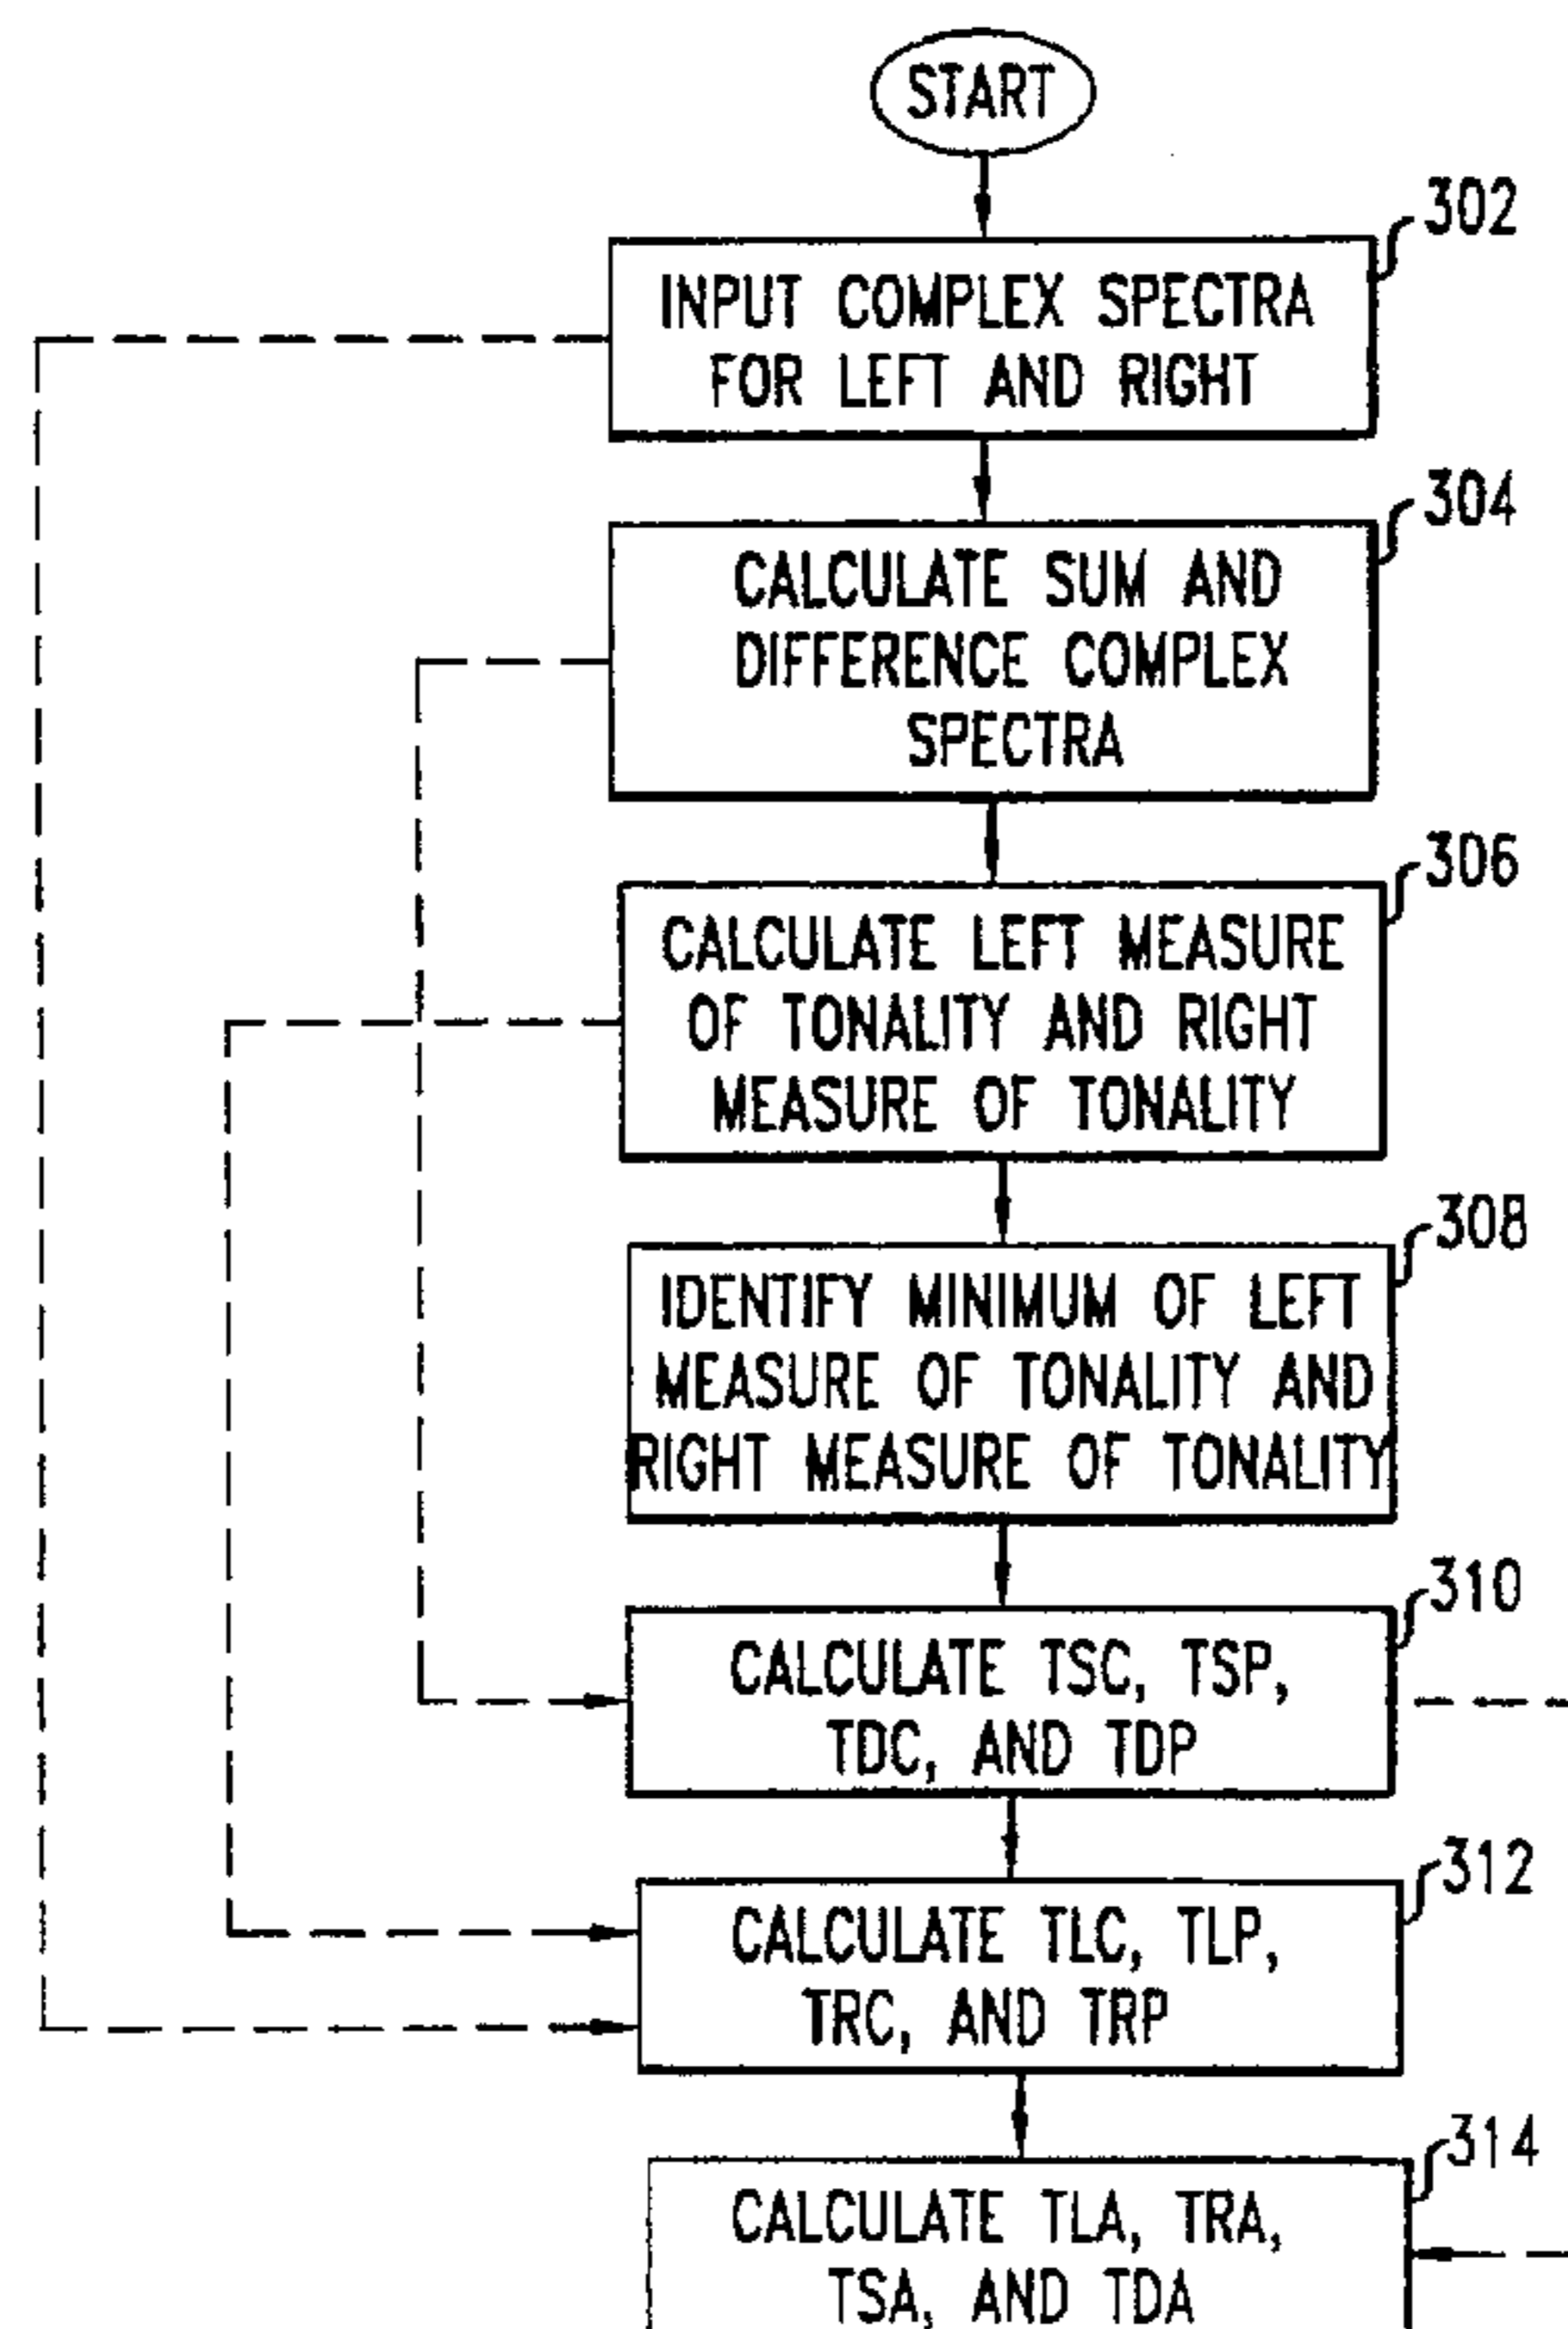 START
302
INPUT COMPLEX SPECTRA
FOR LEFT AND RIGHT
304
CALCULATE SUM AND
DIFFERENCE COMPLEX
SPECTRA
306
CALCULATE LEFT MEASURE
OF TONALITY AND RIGHT
MEASURE OF TONALITY
308
IDENTIFY MINIMUM OF LEFT
MEASURE OF TONALITY AND
RIGHT MEASURE OF TONALITY
310
CALCULATE TSC, TSP,
TDC, AND TDP
312
CALCULATE TLC, TLP,
TRC, AND TRP
314
CALCULATE TLA, TRA,
TSA, AND TDA